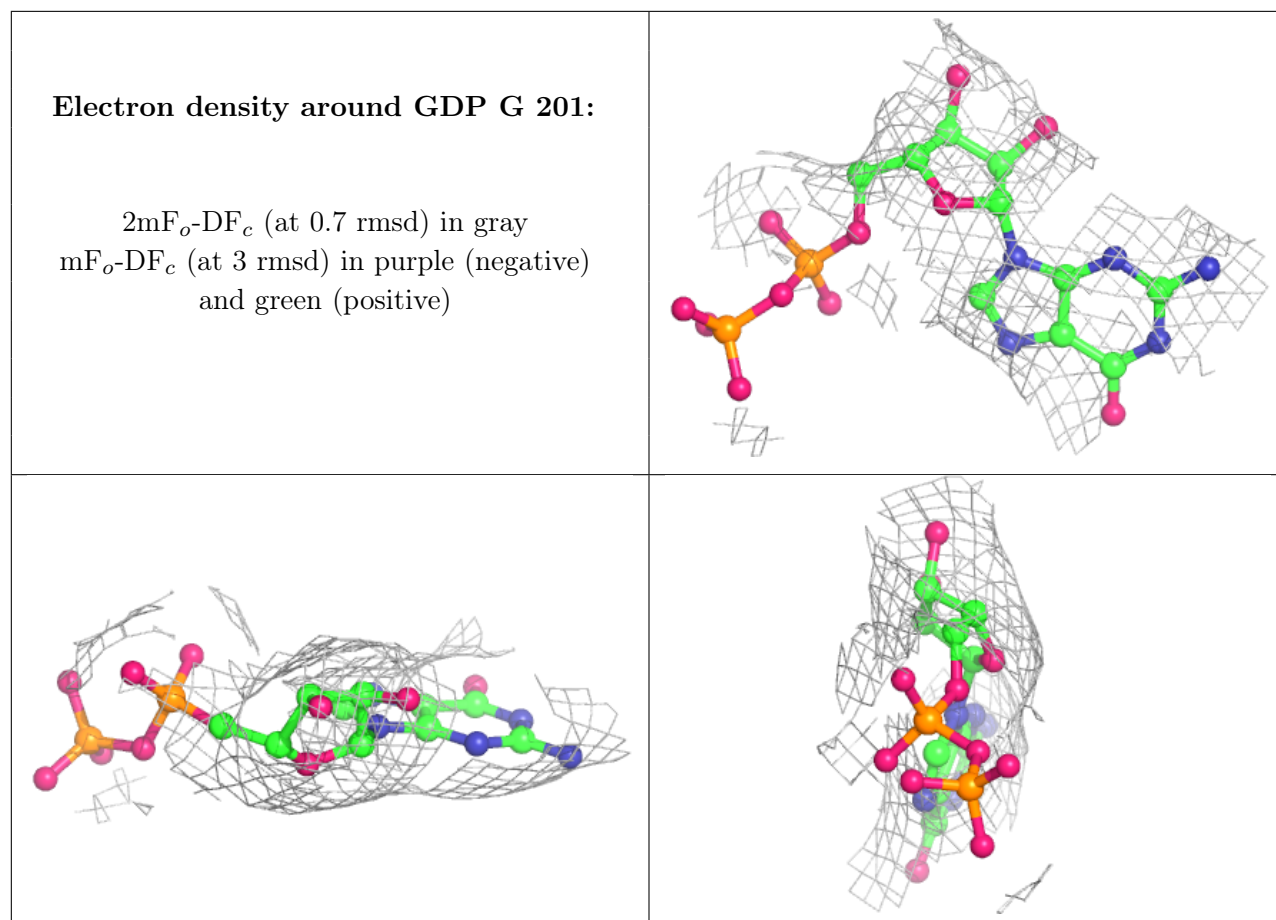 Electron density around GDP G 201:
2mFo-DFc (at 0.7 rmsd) in gray
mFo-DFc (at 3 rmsd) in purple (negative)
and green (positive)